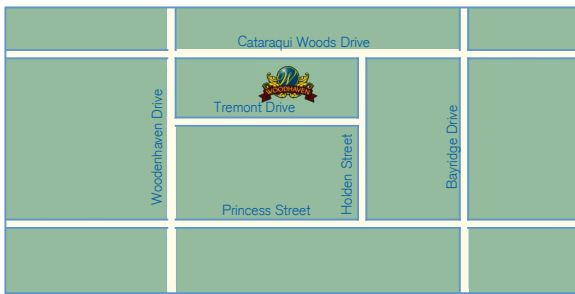 Cataraqui Woods Drive
W
WOODHAVEN
Tremont Drive
Woodenhaven Drive
Holden Street
Bayridge Drive
Princess Street